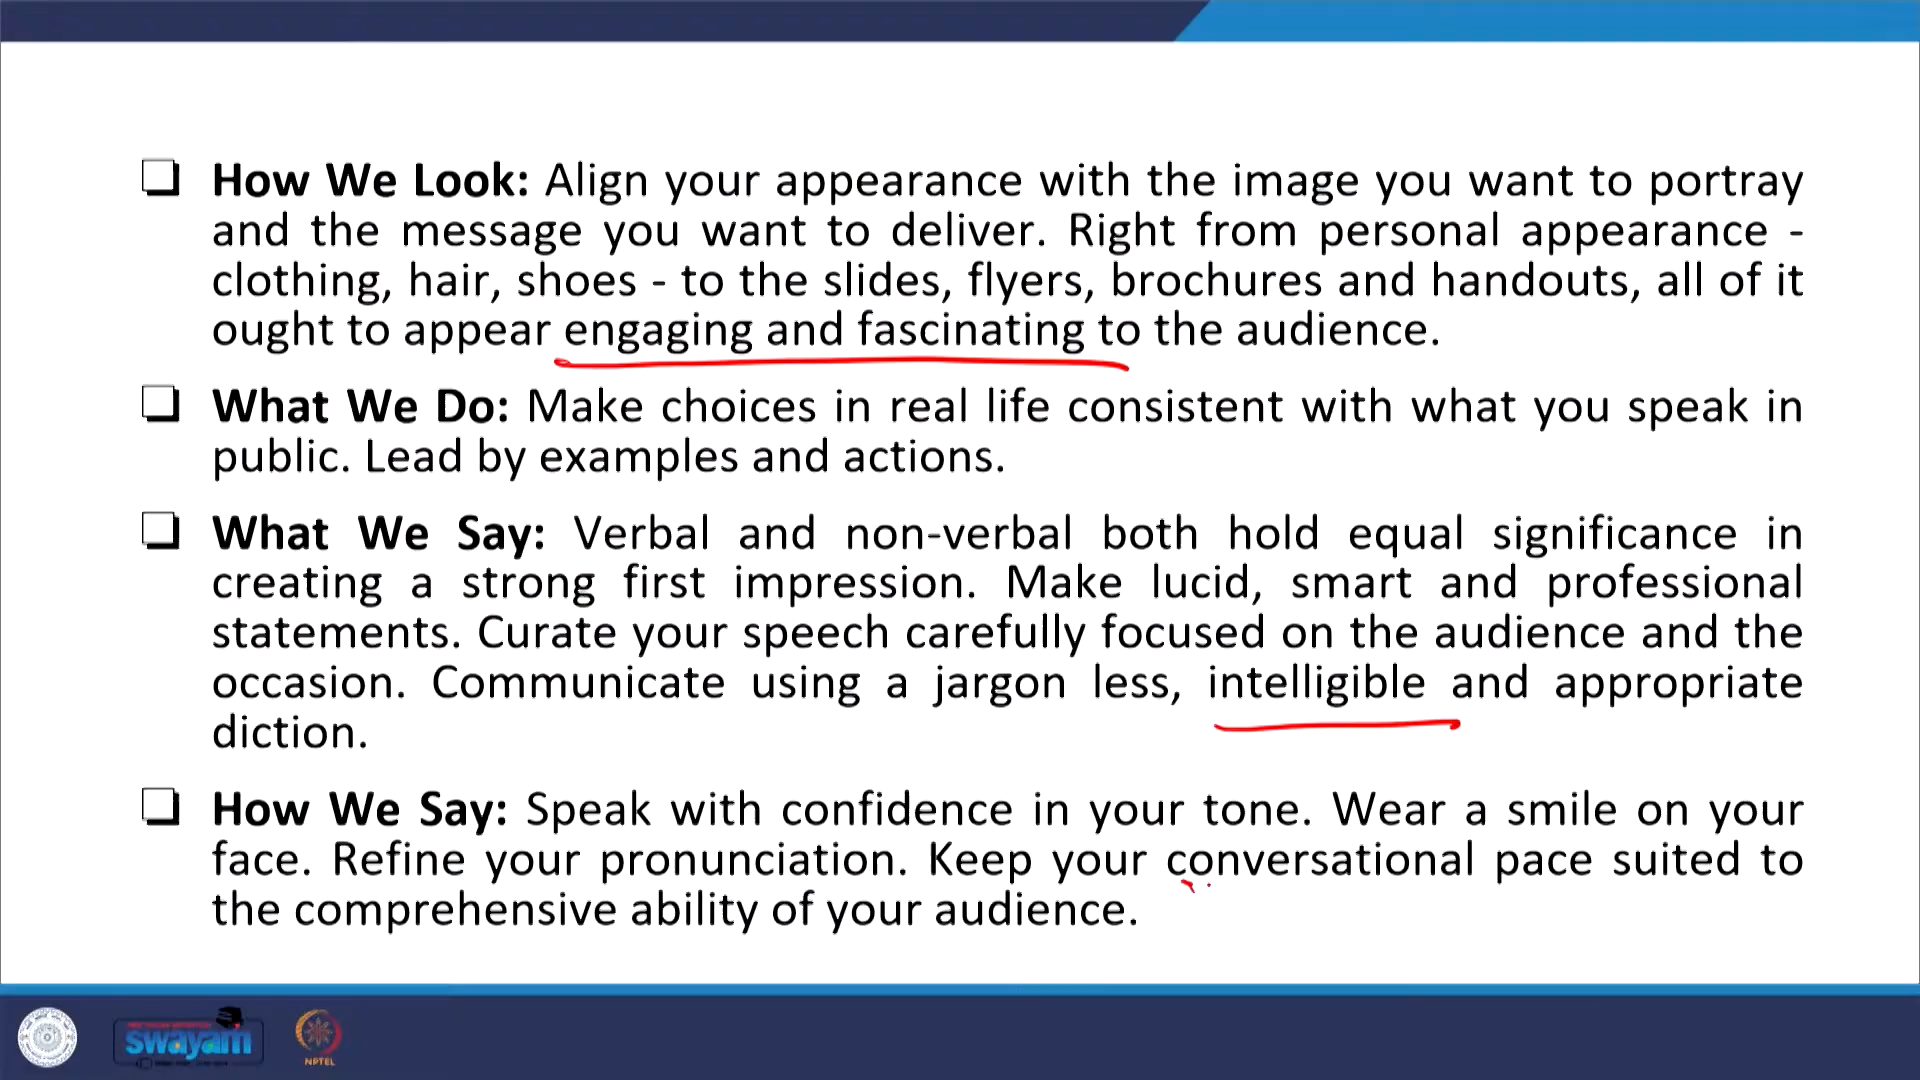 How We Look: Align your appearance with the image you want to portray
and the message you want to deliver. Right from personal appearance -
clothing, hair, shoes - to the slides, flyers, brochures and handouts, all of it
ought to appear engaging and fascinating to the audience.
What We Do: Make choices in real life consistent with what you speak in
public. Lead by examples and actions.
What We Say: Verbal and non-verbal both hold equal significance in
creating a strong first impression. Make lucid, smart and professional
statements. Curate your speech carefully focused on the audience and the
occasion. Communicate using a jargon less, intelligible and appropriate
diction.
How We Say: Speak with confidence in your tone. Wear a smile on your
face. Refine your pronunciation. Keep your conversational pace suited to
the comprehensive ability of your audience.
swayam
NPTEL